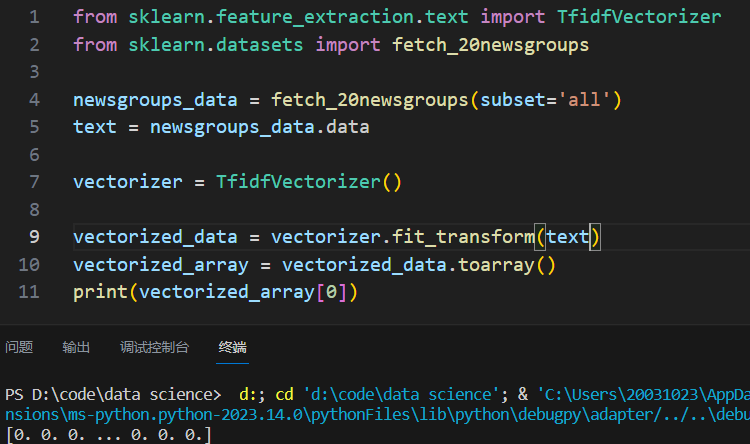 1 from sklearn.feature_extraction.text import TfidfVectorizer
2 from sklearn.datasets import fetch_20newsgroups
3
4 newsgroups_data = fetch_20newsgroups(subset='all')
5 text = newsgroups_data.data
6
7 vectorizer = TfidfVectorizer()
8
9 vectorized_data = vectorizer.fit_transform(text)
10 vectorized_array = vectorized_data.toarray()
11 print(vectorized_array[0])
问题 输出 调试控制台 终端
PS D:\code\data science>  d:; cd 'd:\code\data science'; & 'C:\Users\20031023\AppDa
nsions\ms-python.python-2023.14.0\pythonFiles\lib\python\debugpy\adapter/../..\debu
[0. 0. 0. ... 0. 0. 0.]